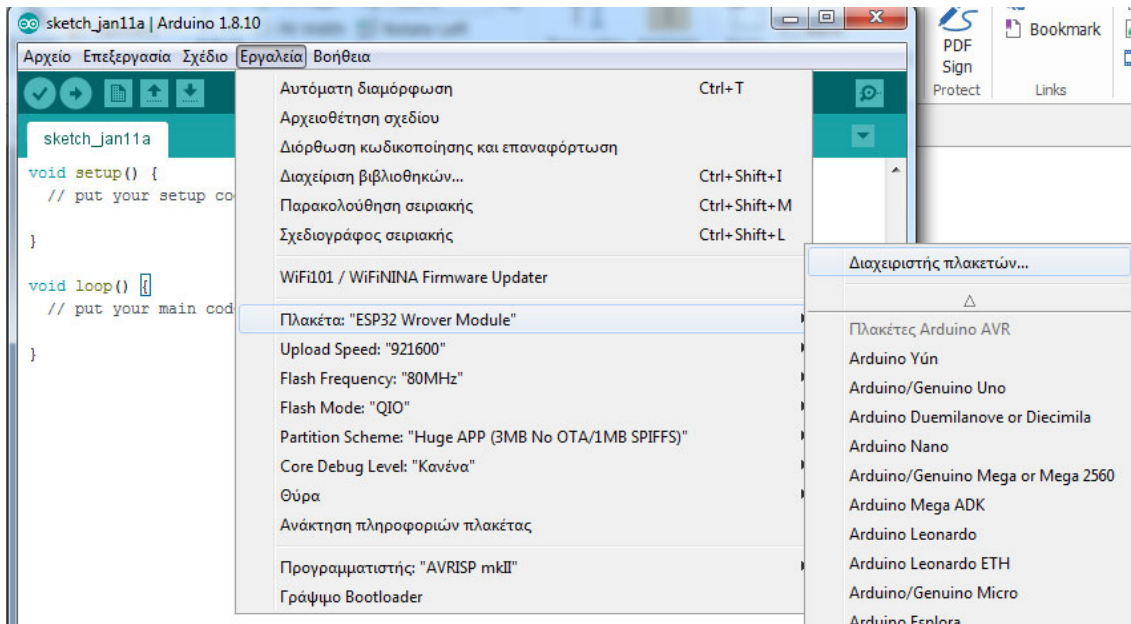 sketch_jan11a | Arduino 1.8.10
Αρχείο Επεξεργασία Σχέδιο Εργαλεία Βοήθεια
sketch_jan11a
void setup() {
// put your setup co
}
void loop() {
// put your main cod
}
Αυτόματη διαμόρφωση Ctrl+T
Αρχειοθέτηση σχεδίου
Διόρθωση κωδικοποίησης και επαναφόρτωση
Διαχείριση βιβλιοθηκών... Ctrl+Shift+I
Παρακολούθηση σειριακής Ctrl+Shift+M
Σχεδιογράφος σειριακής Ctrl+Shift+L
WiFi101 / WiFiNINA Firmware Updater
Πλακέτα: "ESP32 Wrover Module"
Upload Speed: "921600"
Flash Frequency: "80MHz"
Flash Mode: "QIO"
Partition Scheme: "Huge APP (3MB No OTA/1MB SPIFFS)"
Core Debug Level: "Κανένα"
Θύρα
Ανάκτηση πληροφοριών πλακέτας
Προγραμματιστής: "AVRISP mkII"
Γράψιμο Bootloader
Διαχειριστής πλακετών...
Πλακέτες Arduino AVR
Arduino Yún
Arduino/Genuino Uno
Arduino Duemilanove or Diecimila
Arduino Nano
Arduino/Genuino Mega or Mega 2560
Arduino Mega ADK
Arduino Leonardo
Arduino Leonardo ETH
Arduino/Genuino Micro
Arduino Esplora
PDF
Sign
Protect
Bookmark
Links